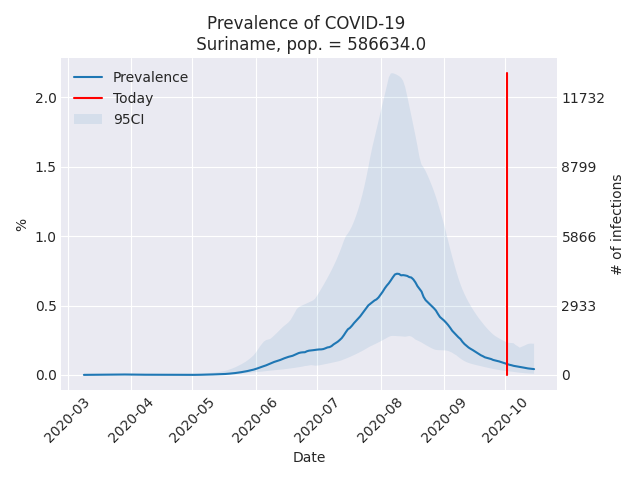 Prevalence of COVID-19
Suriname, pop. = 586634.0
Prevalence
Today
95CI
2.0
1.5
1.0
0.5
0.0
%
11732
8799
5866
2933
0
# of infections
2020-03
2020-04
2020-05
2020-06
2020-07
2020-08
2020-09
2020-10
Date